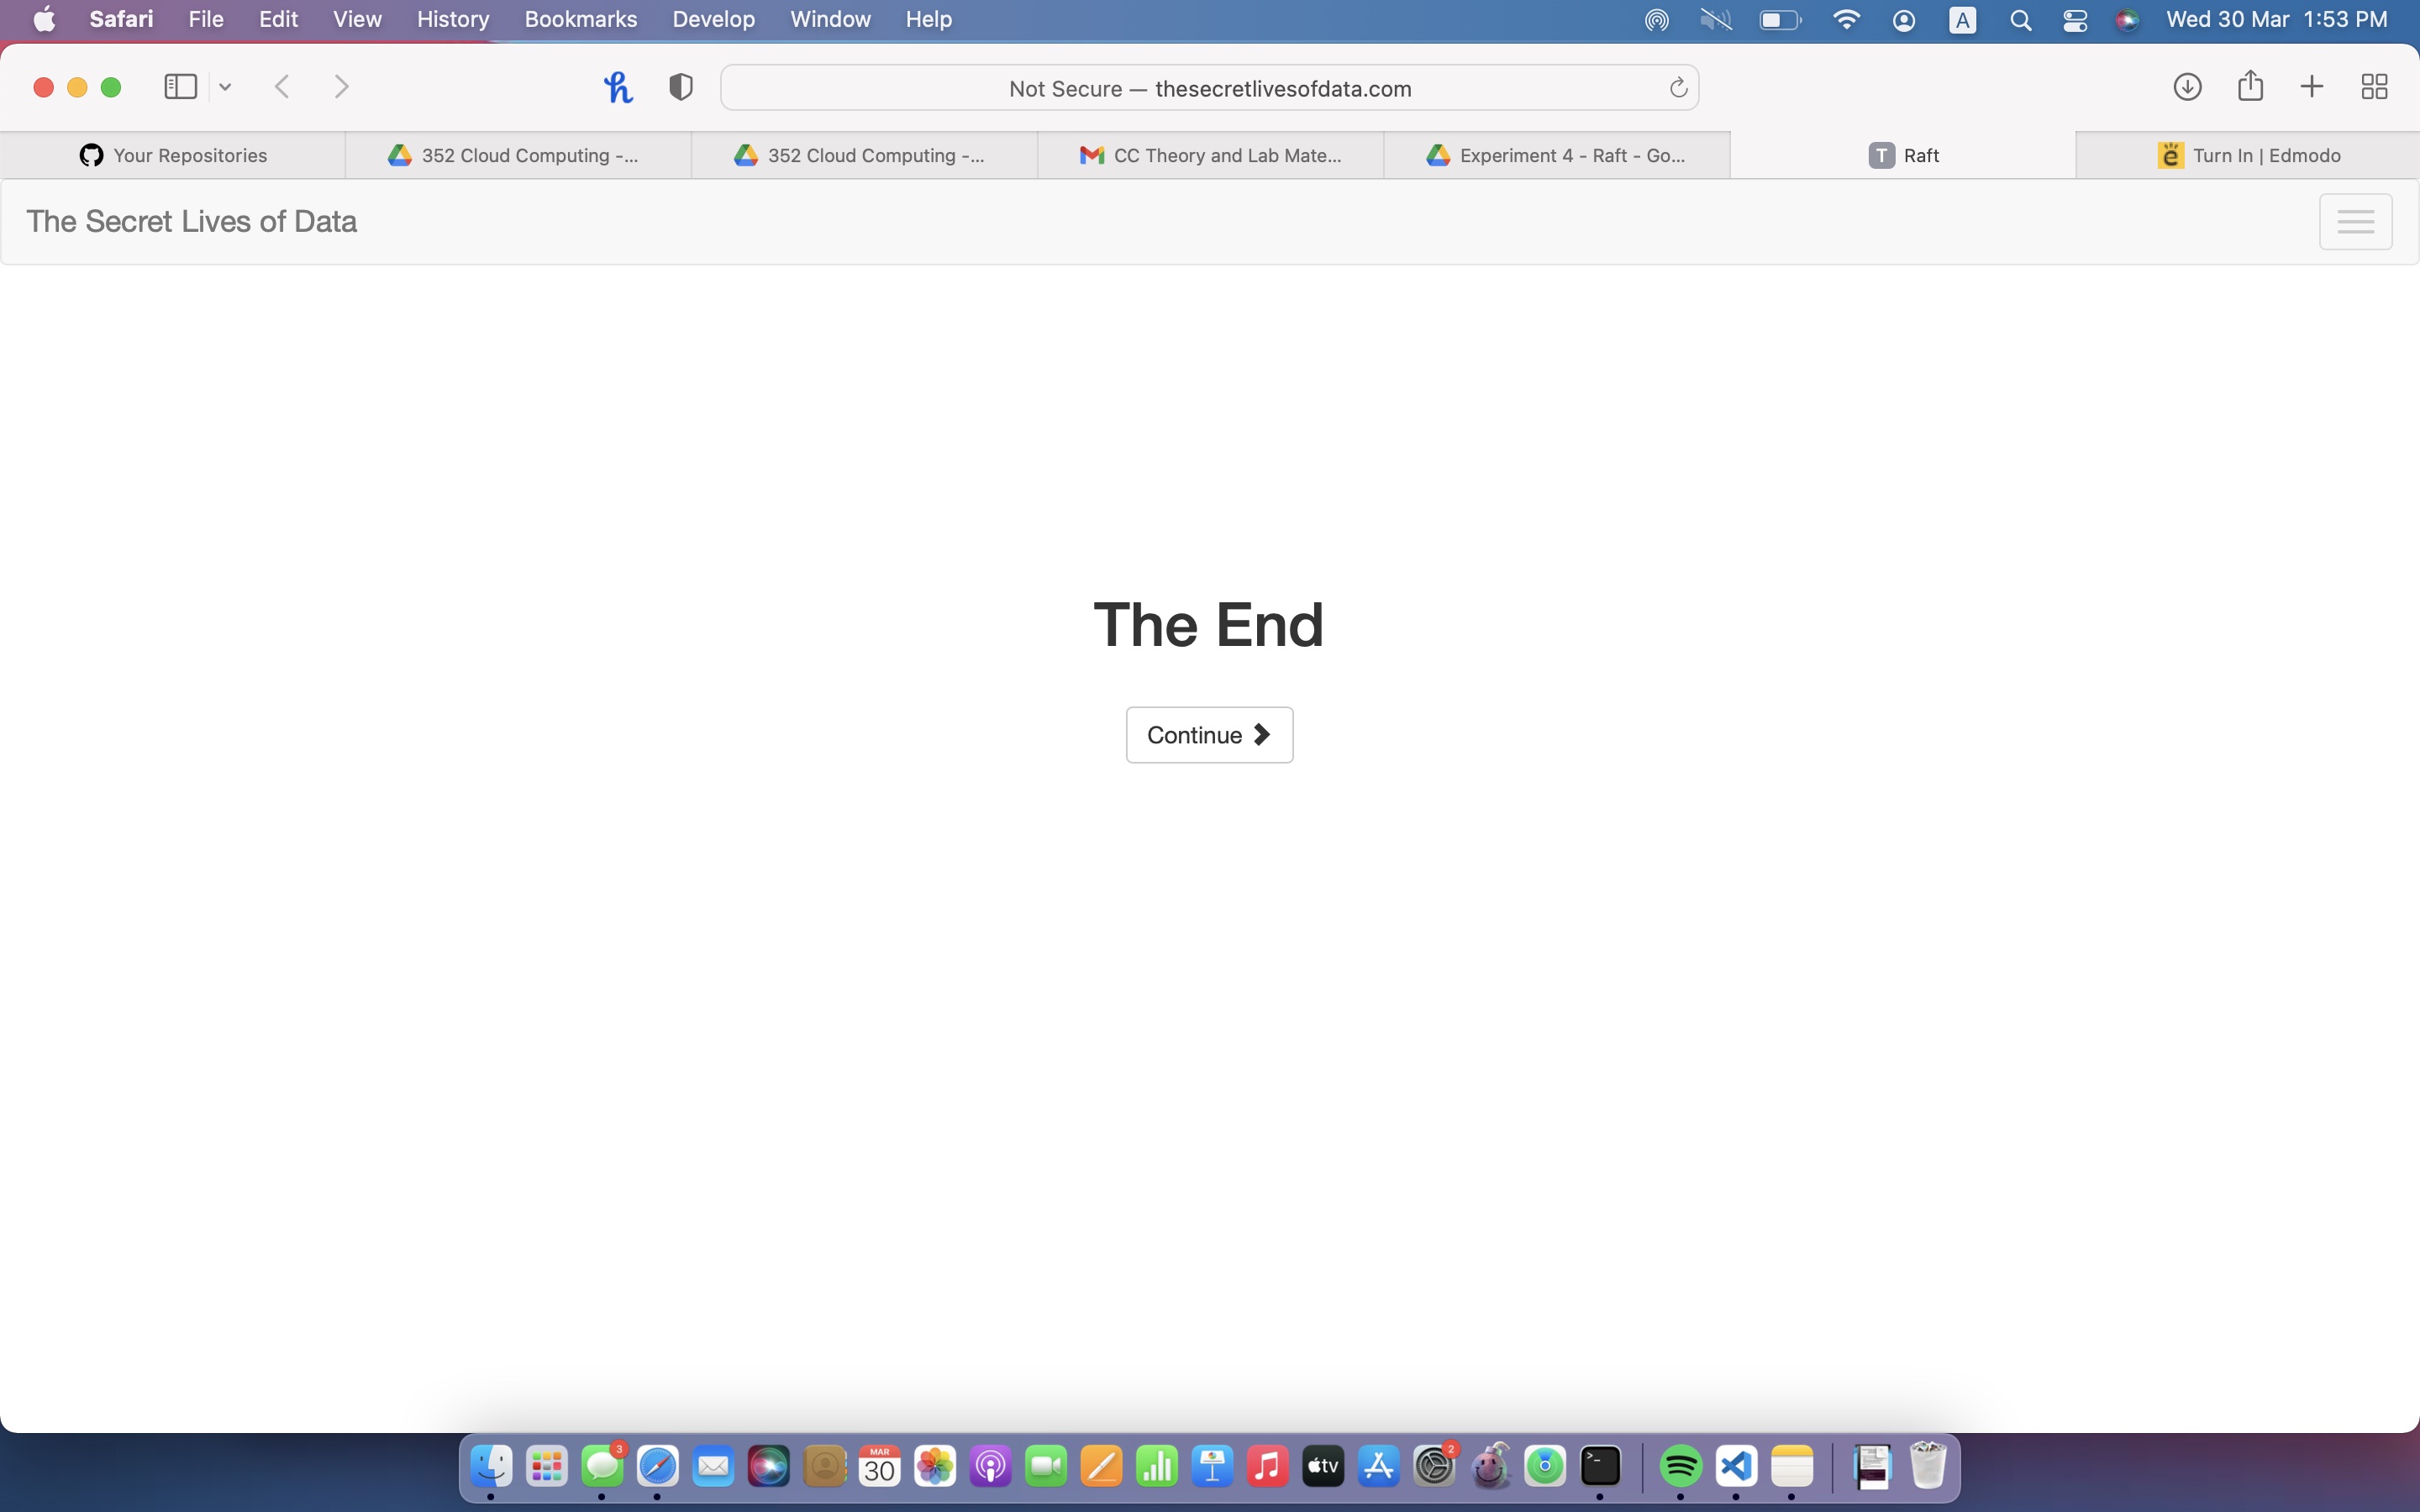 Safari File Edit View History Bookmarks Develop Window Help A Wed 30 Mar 1:53 PM
Not Secure — thesecretlivesofdata.com
Your Repositories 352 Cloud Computing -... 352 Cloud Computing -... CC Theory and Lab Mate... Experiment 4 - Raft - Go... T Raft ë Turn In | Edmodo
The Secret Lives of Data
The End
Continue
3 MAR 30 tv 2 >_